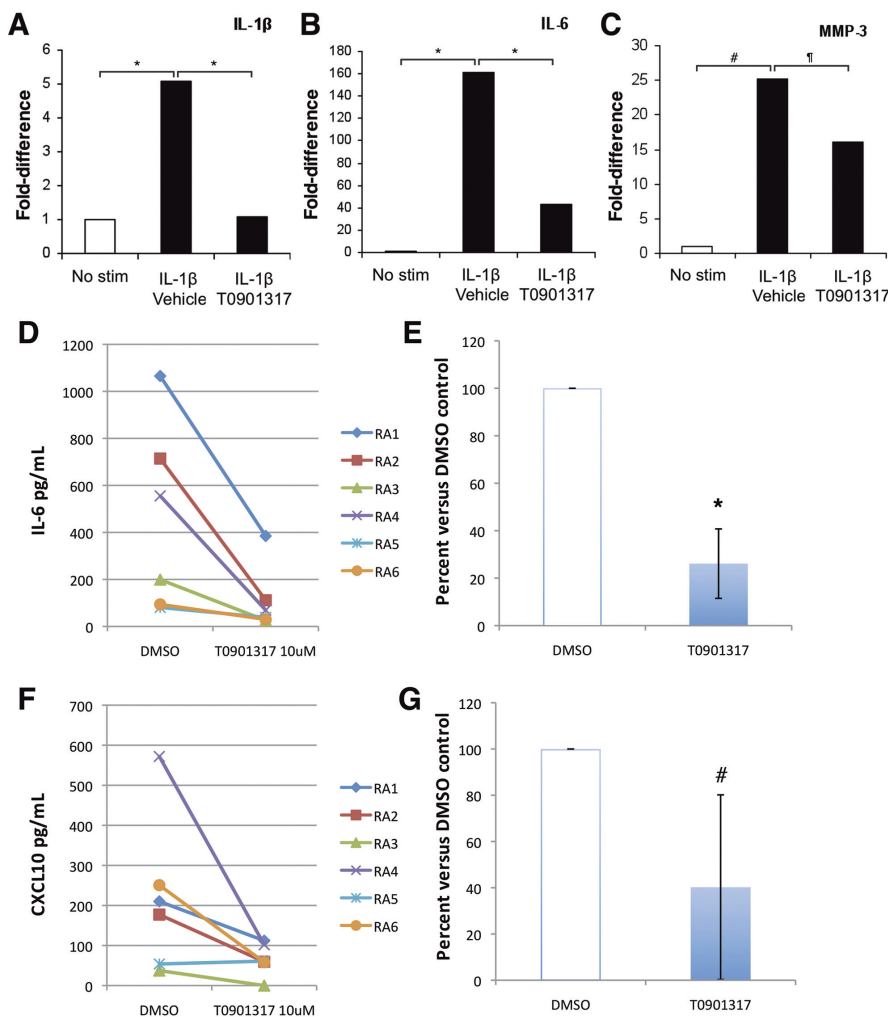 A
IL-1β
Fold-difference
6
5
4
3
2
1
0
*
*
No stim
IL-1β
Vehicle
IL-1β
T0901317
B
IL-6
Fold-difference
180
160
140
120
100
80
60
40
20
0
*
*
No stim
IL-1β
Vehicle
IL-1β
T0901317
C
MMP-3
Fold-difference
30
25
20
15
10
5
0
#
¶
No stim
IL-1β
Vehicle
IL-1β
T0901317
D
IL-6 pg/mL
1200
1000
800
600
400
200
0
DMSO
T0901317 10uM
RA1
RA2
RA3
RA4
RA5
RA6
E
Percent versus DMSO control
120
100
80
60
40
20
0
*
DMSO
T0901317
F
CXCL10 pg/mL
700
600
500
400
300
200
100
0
DMSO
T0901317 10uM
RA1
RA2
RA3
RA4
RA5
RA6
G
Percent versus DMSO control
120
100
80
60
40
20
0
#
DMSO
T0901317